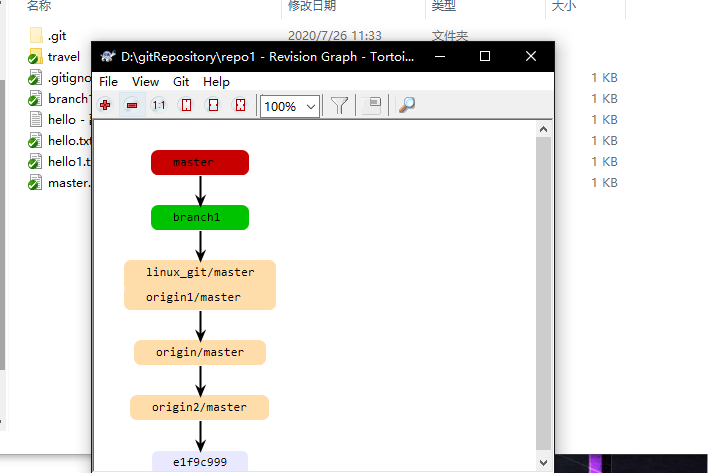 名称 修改日期 类型 大小
.git 2020/7/26 11:33 文件夹
D:\gitRepository\repo1 - Revision Graph - Tortoi...
travel
File View Git Help
.gitigno 1 KB
1:1 100%
branch1 1 KB
hello - 1 KB
hello.txt 1 KB
hello1.t 1 KB
master. 1 KB
master
branch1
linux_git/master
origin1/master
origin/master
origin2/master
e1f9c999